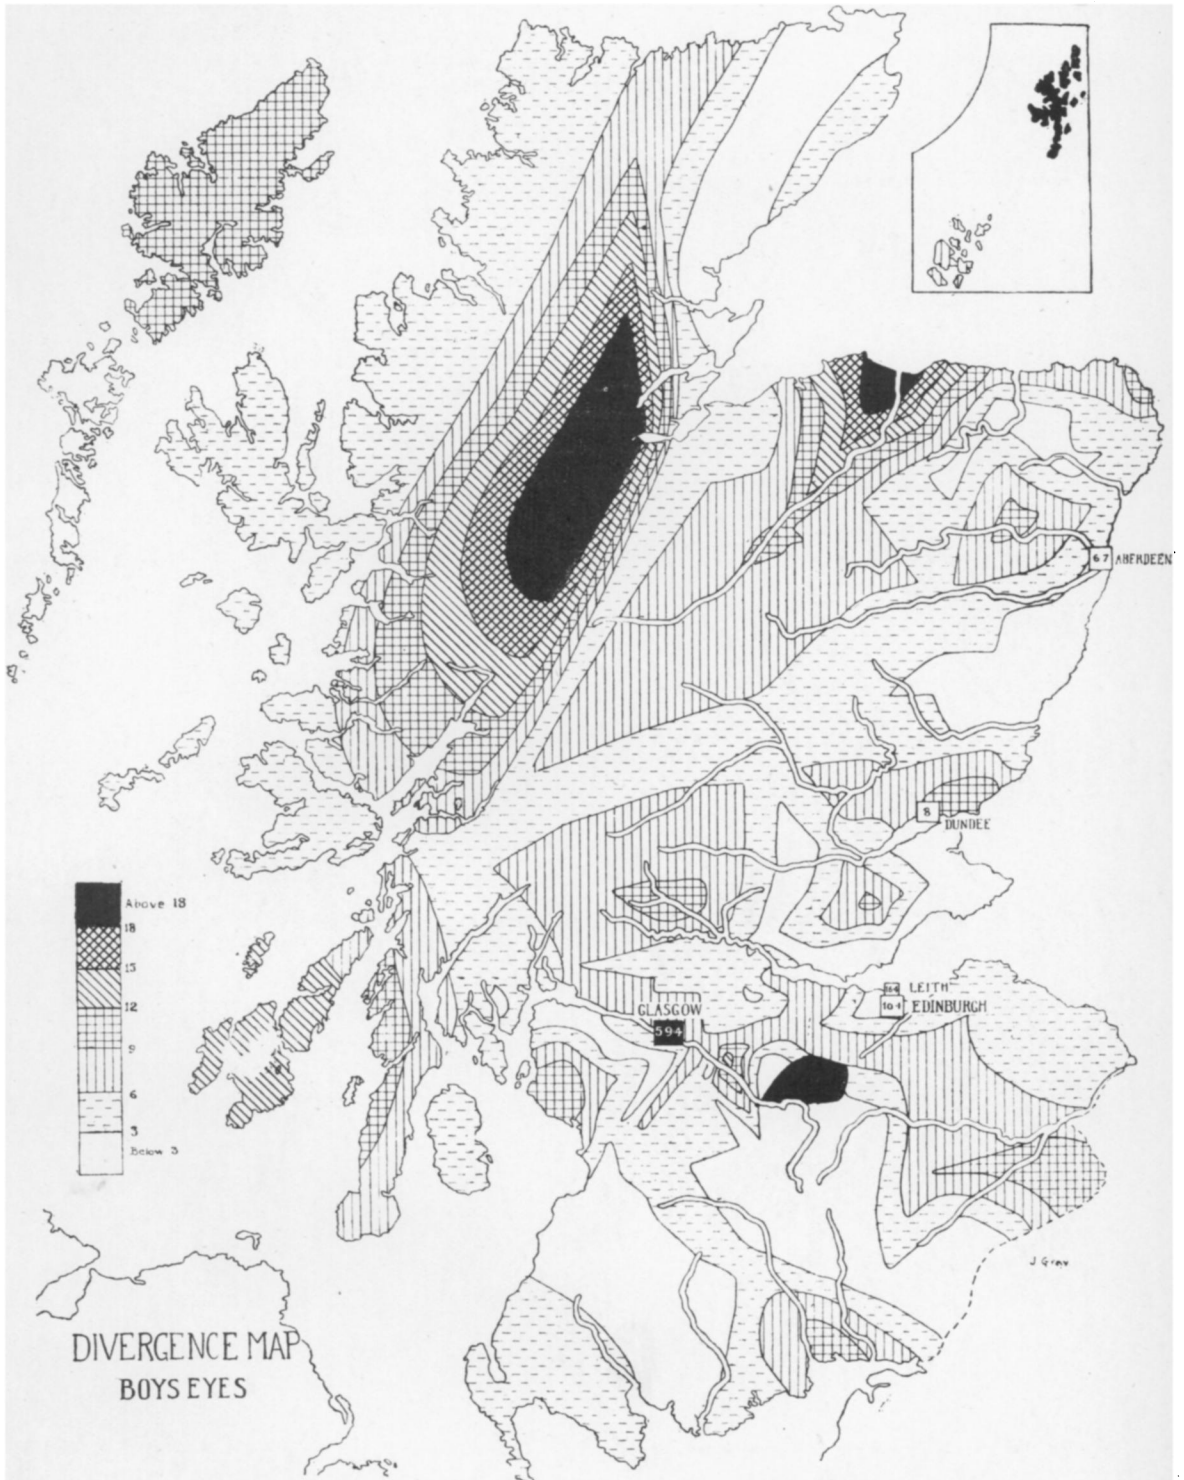 67 ABERDEEN
8
DUNDEE
Above 18
18
15
12
9
6
3
Below 3
LEITH
104 EDINBURGH
GLASGOW
594
J Gray
DIVERGENCE MAP
BOYS EYES